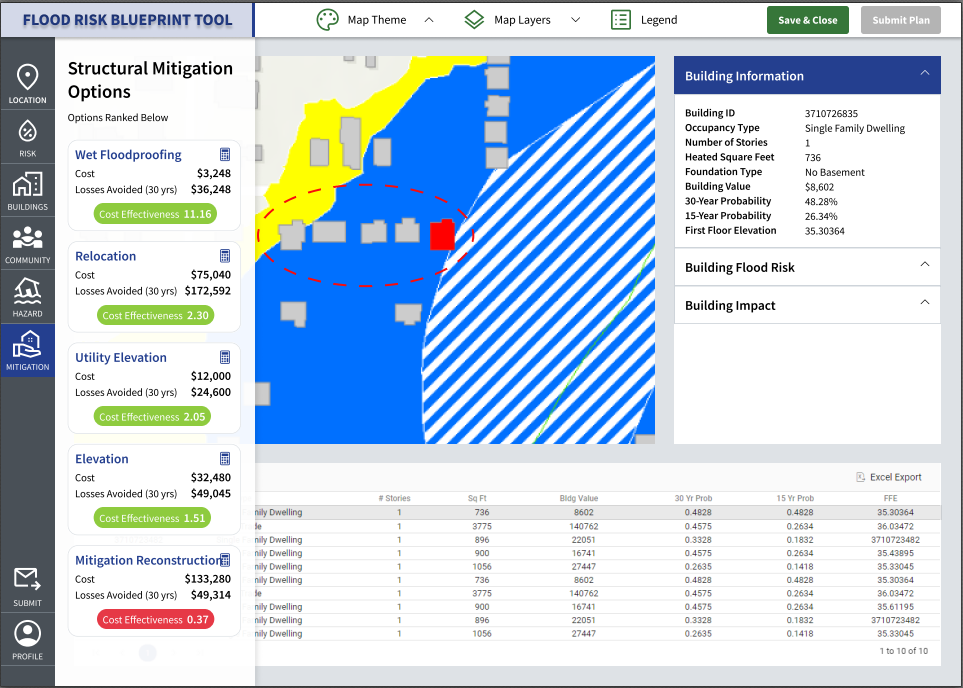 FLOOD RISK BLUEPRINT TOOL
Map Theme
Map Layers
Legend
Save & Close
Submit Plan
LOCATION
RISK
BUILDINGS
COMMUNITY
HAZARD
MITIGATION
SUBMIT
PROFILE
Structural Mitigation
Options
Options Ranked Below
Wet Floodproofing
Cost $3,248
Losses Avoided (30 yrs) $36,248
Cost Effectiveness 11.16
Relocation
Cost $75,040
Losses Avoided (30 yrs) $172,592
Cost Effectiveness 2.30
Utility Elevation
Cost $12,000
Losses Avoided (30 yrs) $24,600
Cost Effectiveness 2.05
Elevation
Cost $32,480
Losses Avoided (30 yrs) $49,045
Cost Effectiveness 1.51
Mitigation Reconstruction
Cost $133,280
Losses Avoided (30 yrs) $49,314
Cost Effectiveness 0.37
Building Information
Building ID 3710726835
Occupancy Type Single Family Dwelling
Number of Stories 1
Heated Square Feet 736
Foundation Type No Basement
Building Value $8,602
30-Year Probability 48.28%
15-Year Probability 26.34%
First Floor Elevation 35.30364
Building Flood Risk
Building Impact
Excel Export
# Stories Sq Ft Bldg Value 30 Yr Prob 15 Yr Prob FFE
mily Dwelling 1 736 8602 0.4828 0.4828 35.30364
de 1 3775 140762 0.4575 0.2634 36.03472
mily Dwelling 1 896 22051 0.3328 0.1832 3710723482
mily Dwelling 1 900 16741 0.4575 0.2634 35.43895
mily Dwelling 1 1056 27447 0.2635 0.1418 35.33045
mily Dwelling 1 736 8602 0.4828 0.4828 35.30364
de 1 3775 140762 0.4575 0.2634 36.03472
mily Dwelling 1 900 16741 0.4575 0.2634 35.61195
mily Dwelling 1 896 22051 0.3328 0.1832 3710723482
mily Dwelling 1 1056 27447 0.2635 0.1418 35.33045
1 to 10 of 10